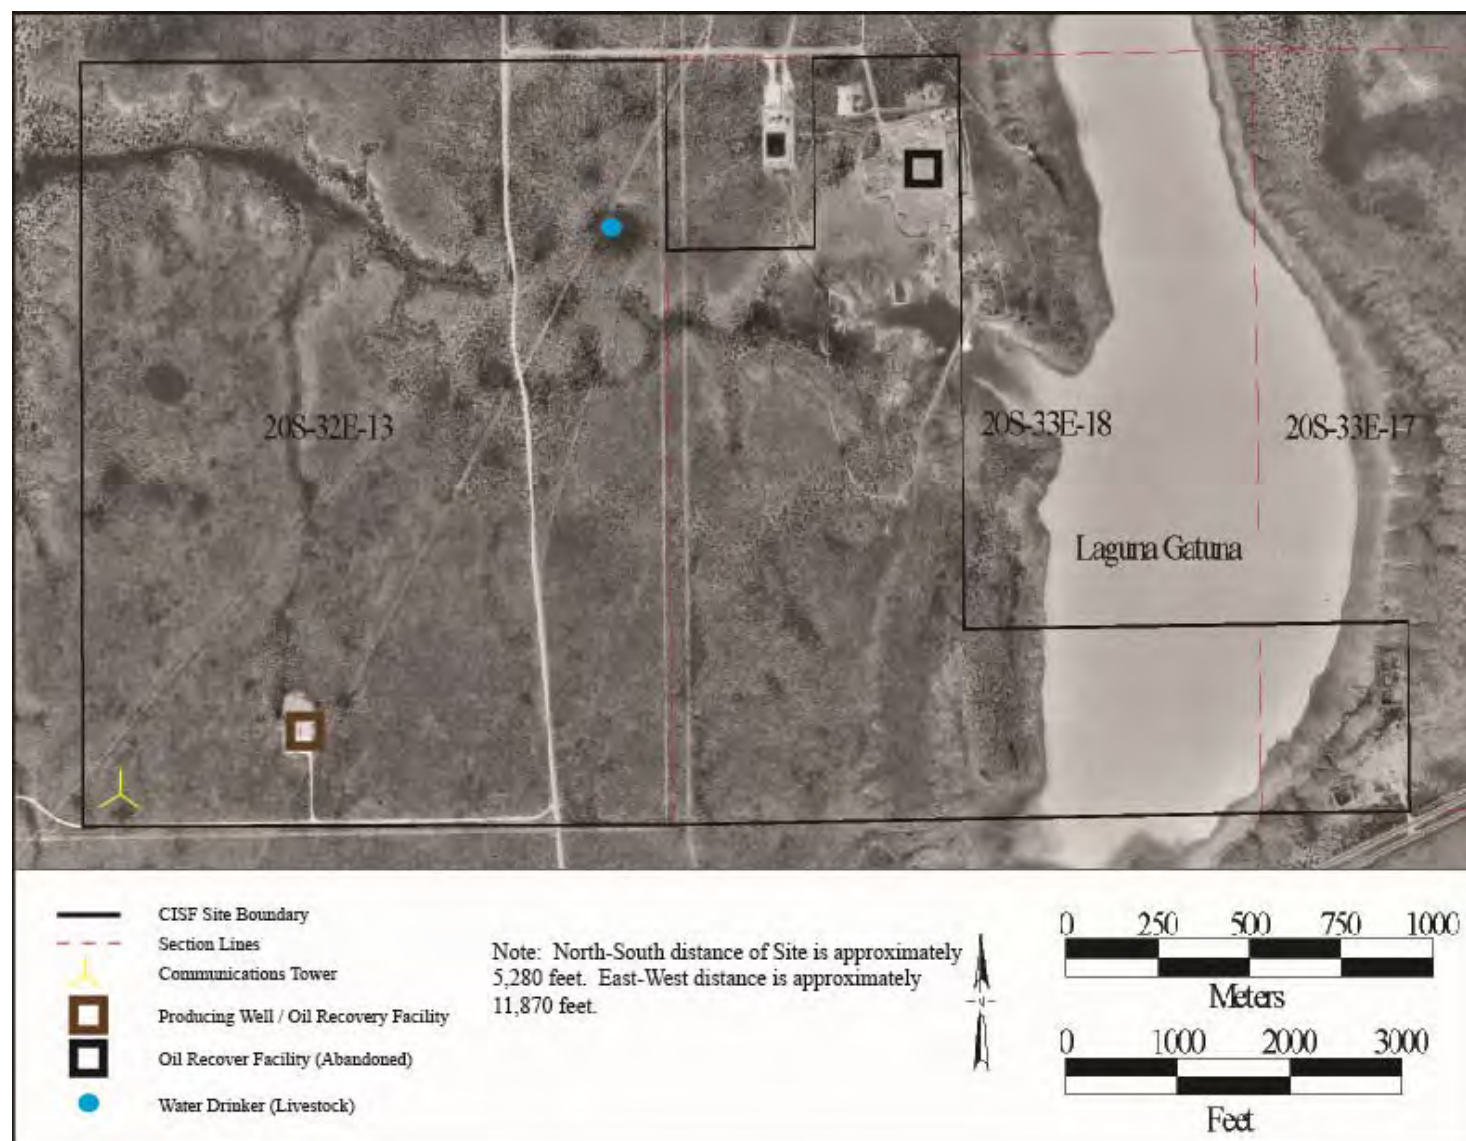 20S-32E-13
20S-33E-18
20S-33E-17
Laguna Gatuna
CISF Site Boundary
Section Lines
Communications Tower
Producing Well / Oil Recovery Facility
Oil Recover Facility (Abandoned)
Water Drinker (Livestock)
Note: North-South distance of Site is approximately
5,280 feet. East-West distance is approximately
11,870 feet.
0 250 500 750 1000
Meters
0 1000 2000 3000
Feet